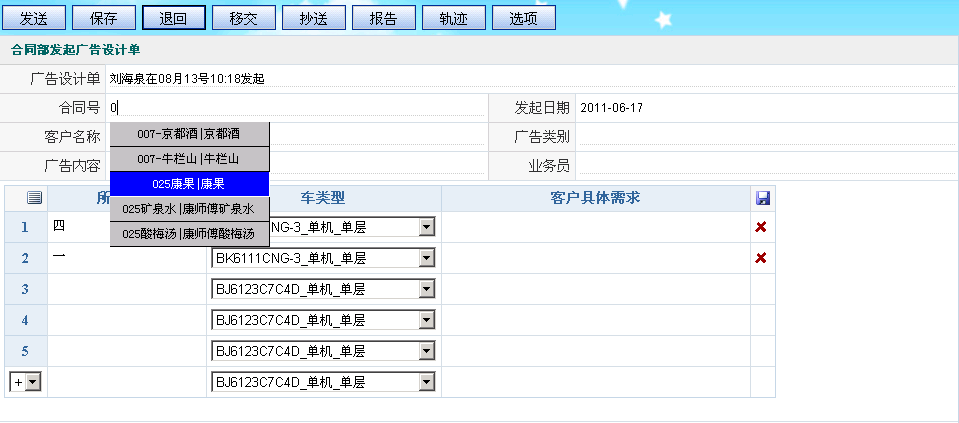 发送 保存 退回 移交 抄送 报告 轨迹 选项
合同部发起广告设计单
广告设计单 刘海泉在08月13号10:18发起
合同号 0 发起日期 2011-06-17
客户名称 007-京都酒|京都酒 广告类别
007-牛栏山|牛栏山
广告内容 业务员
025康果|康果
所 车类型 客户具体需求
025矿泉水|康师傅矿泉水
1 四 NG-3_单机_单层
025酸梅汤|康师傅酸梅汤
2 一 BK6111CNG-3_单机_单层
3 BJ6123C7C4D_单机_单层
4 BJ6123C7C4D_单机_单层
5 BJ6123C7C4D_单机_单层
+ BJ6123C7C4D_单机_单层